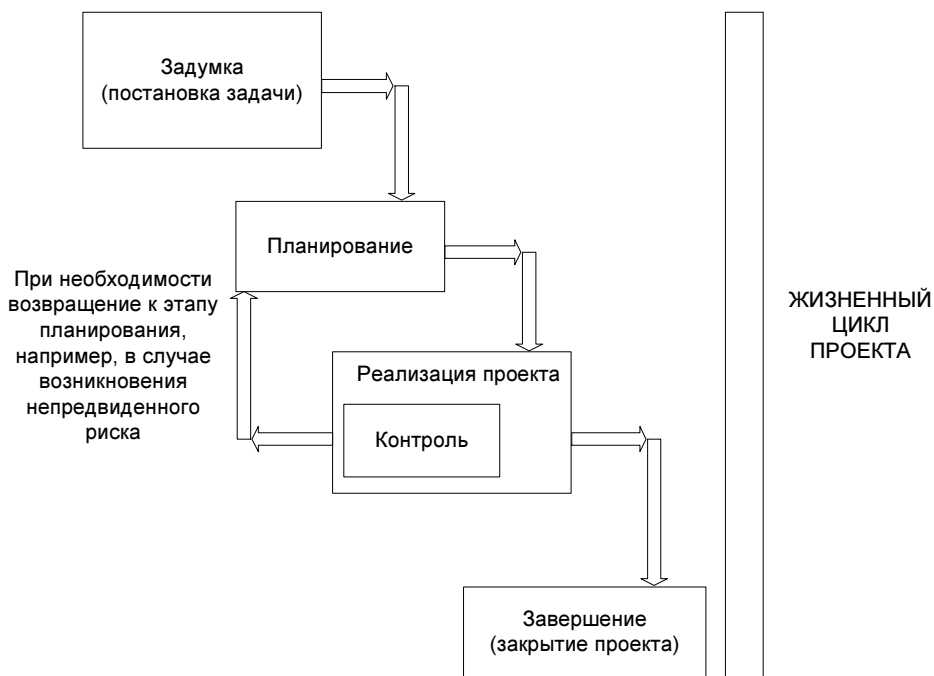 Задумка
(постановка задачи)
Планирование
При необходимости
возвращение к этапу
планирования,
например, в случае
возникновения
непредвиденного
риска
Реализация проекта
Контроль
Завершение
(закрытие проекта)
ЖИЗНЕННЫЙ
ЦИКЛ
ПРОЕКТА